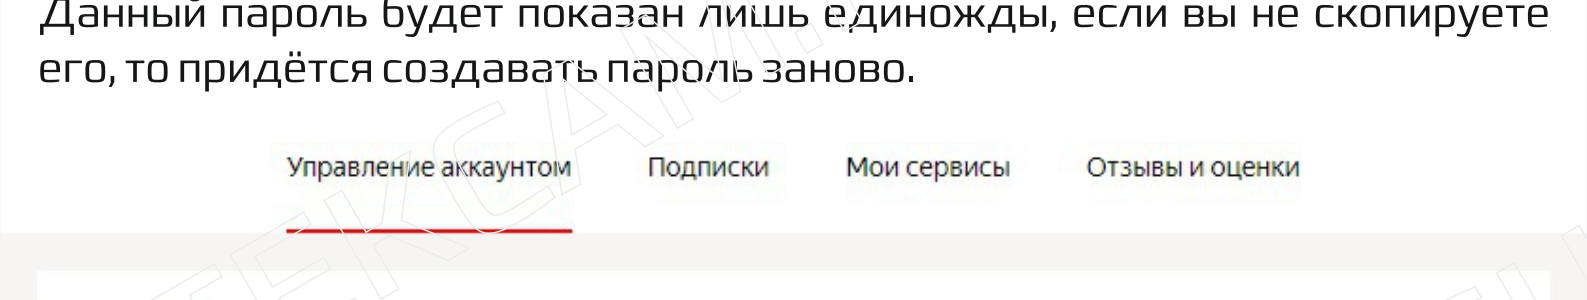 Данный пароль будет показан лишь единожды, если вы не скопируете
его, то придётся создавать пароль заново.
Управление аккаунтом Подписки Мои сервисы Отзывы и оценки
TEKCAM.